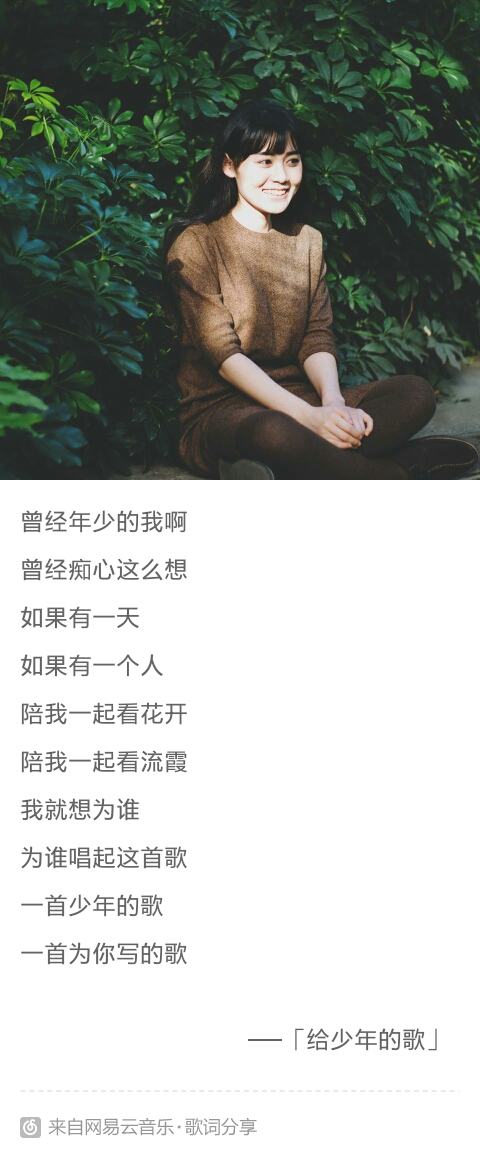 曾经年少的我啊
曾经痴心这么想
如果有一天
如果有一个人
陪我一起看花开
陪我一起看流霞
我就想为谁
为谁唱起这首歌
一首少年的歌
一首为你写的歌
——「给少年的歌」
来自网易云音乐·歌词分享